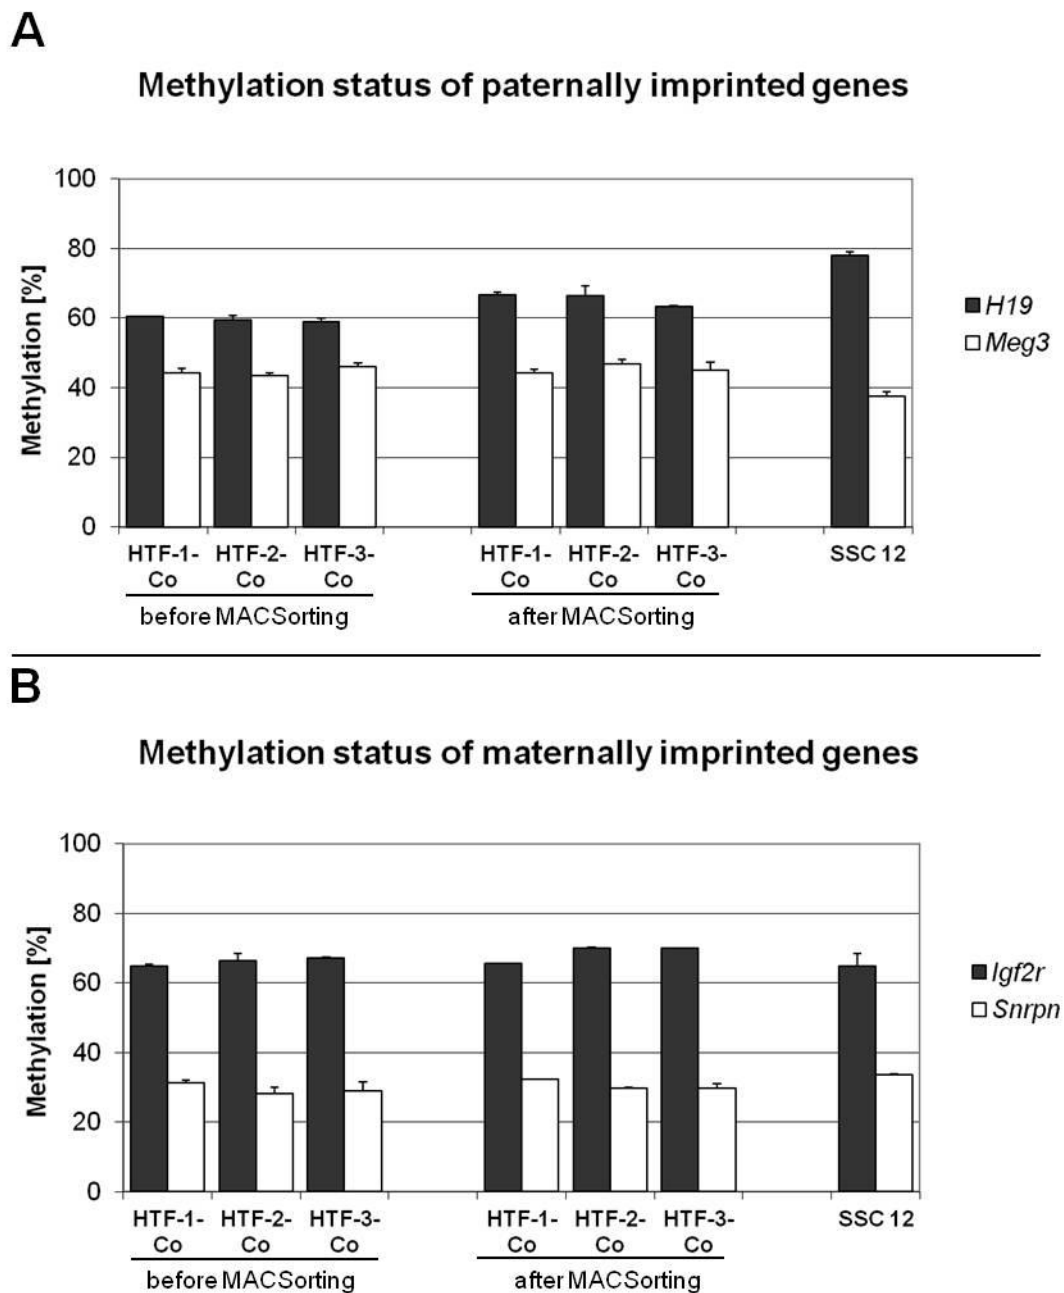 A
Methylation status of paternally imprinted genes
100
80
60
40
20
0
Methylation [%]
HTF-1-
Co
HTF-2-
Co
HTF-3-
Co
HTF-1-
Co
HTF-2-
Co
HTF-3-
Co
SSC 12
before MACSorting
after MACSorting
H19
Meg3
B
Methylation status of maternally imprinted genes
100
80
60
40
20
0
Methylation [%]
HTF-1-
Co
HTF-2-
Co
HTF-3-
Co
HTF-1-
Co
HTF-2-
Co
HTF-3-
Co
SSC 12
before MACSorting
after MACSorting
Igf2r
Snrpn